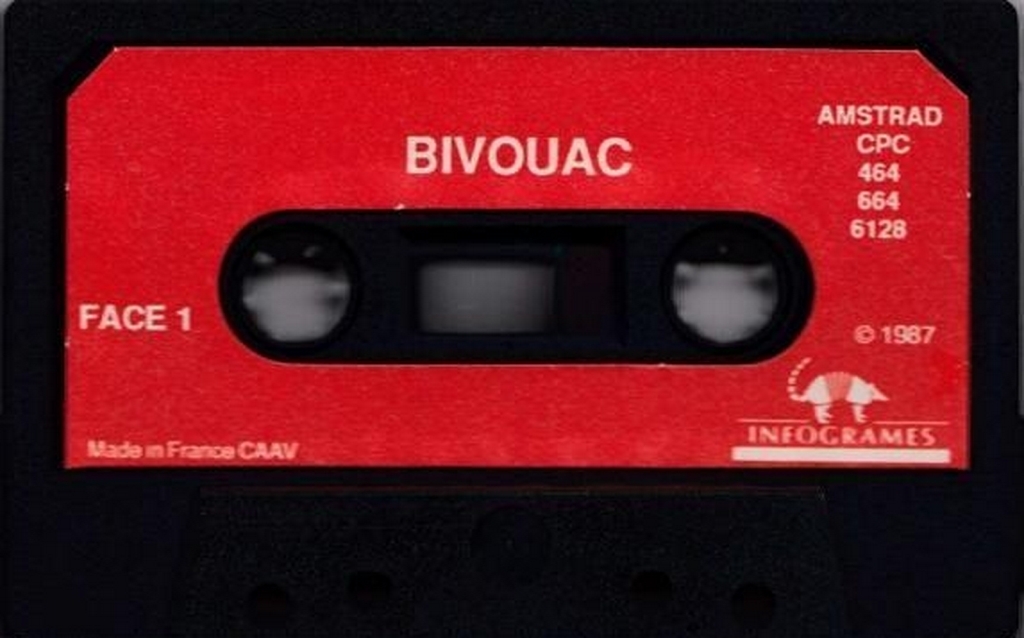 BIVOUAC
AMSTRAD
CPC
464
664
6128
FACE 1
© 1987
INFOGRAMES
Made in France CAAV